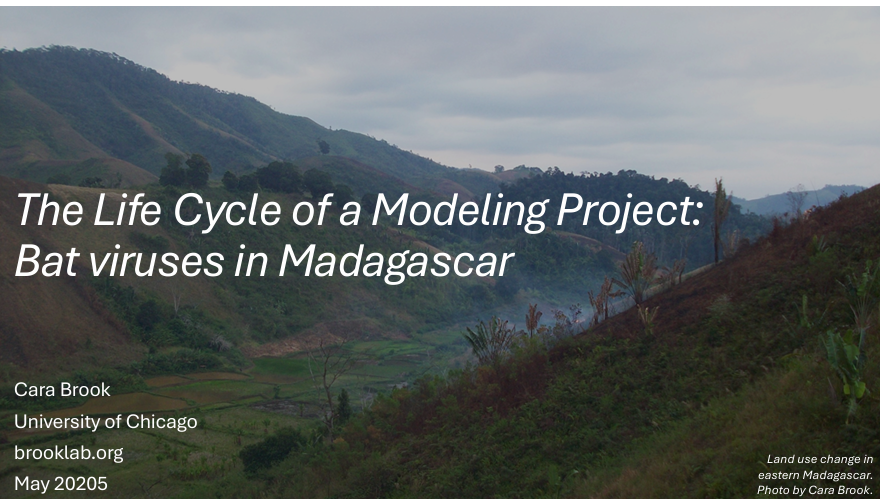 The Life Cycle of a Modeling Project:
Bat viruses in Madagascar
Cara Brook
University of Chicago
brooklab.org
May 20205
Land use change in
eastern Madagascar.
Photo by Cara Brook.